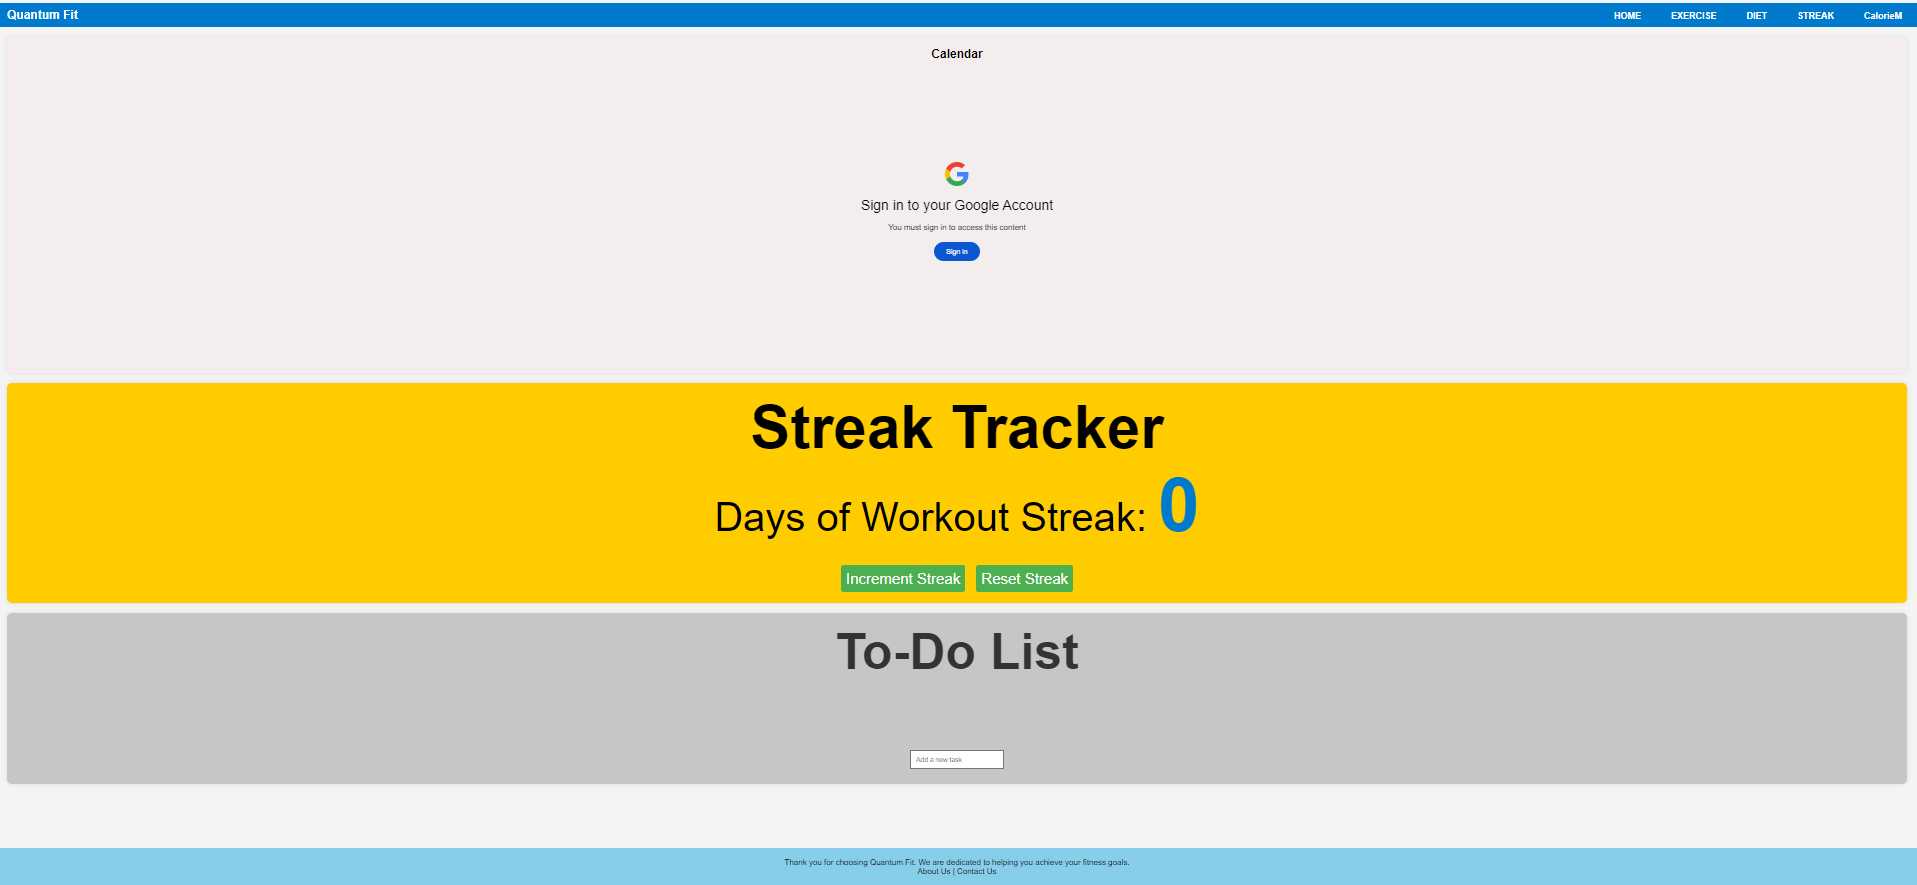 Quantum Fit
HOME EXERCISE DIET STREAK CalorieM
Calendar
Sign in to your Google Account
You must sign in to access this content
Sign in
Streak Tracker
Days of Workout Streak: 0
Increment Streak Reset Streak
To-Do List
Add a new task
Thank you for choosing Quantum Fit. We are dedicated to helping you achieve your fitness goals.
About Us | Contact Us